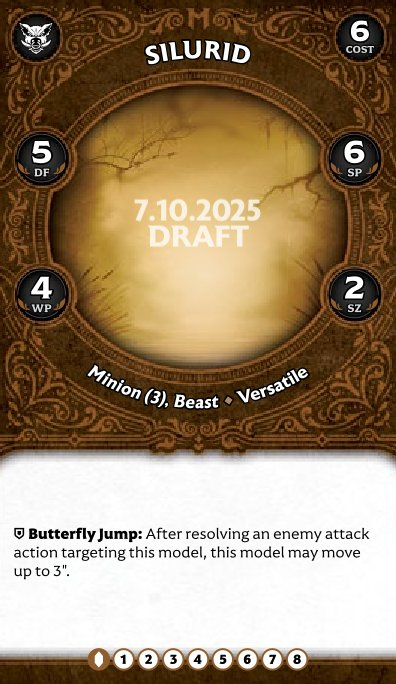 SILURID
6
COST
5
DF
6
SP
7.10.2025
DRAFT
4
WP
2
SZ
Minion (3), Beast • Versatile
Butterfly Jump: After resolving an enemy attack
action targeting this model, this model may move
up to 3".
1 2 3 4 5 6 7 8